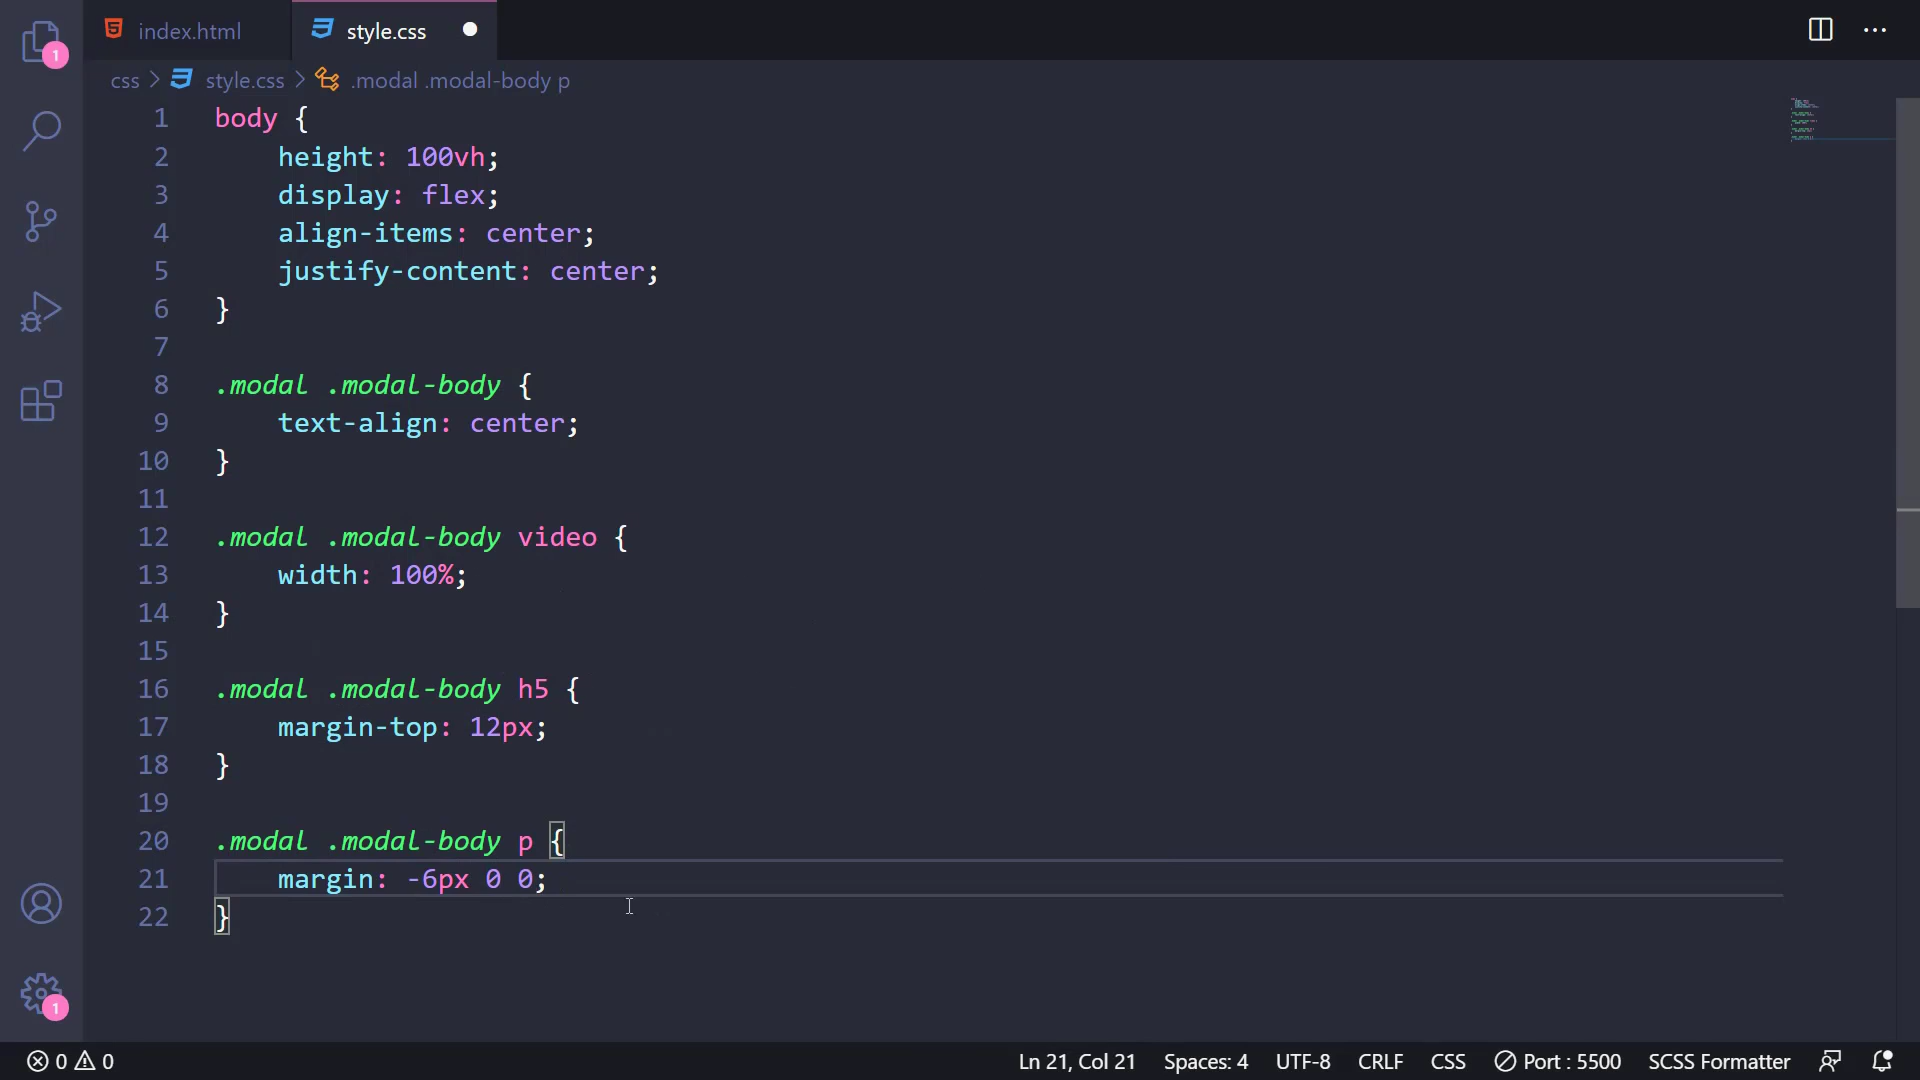 index.html
style.css
css > style.css > .modal .modal-body p
1 body {
2 height: 100vh;
3 display: flex;
4 align-items: center;
5 justify-content: center;
6 }
7
8 .modal .modal-body {
9 text-align: center;
10 }
11
12 .modal .modal-body video {
13 width: 100%;
14 }
15
16 .modal .modal-body h5 {
17 margin-top: 12px;
18 }
19
20 .modal .modal-body p {
21 margin: -6px 0 0;
22 }
1
1
0 0 Ln 21, Col 21 Spaces: 4 UTF-8 CRLF CSS Port : 5500 SCSS Formatter